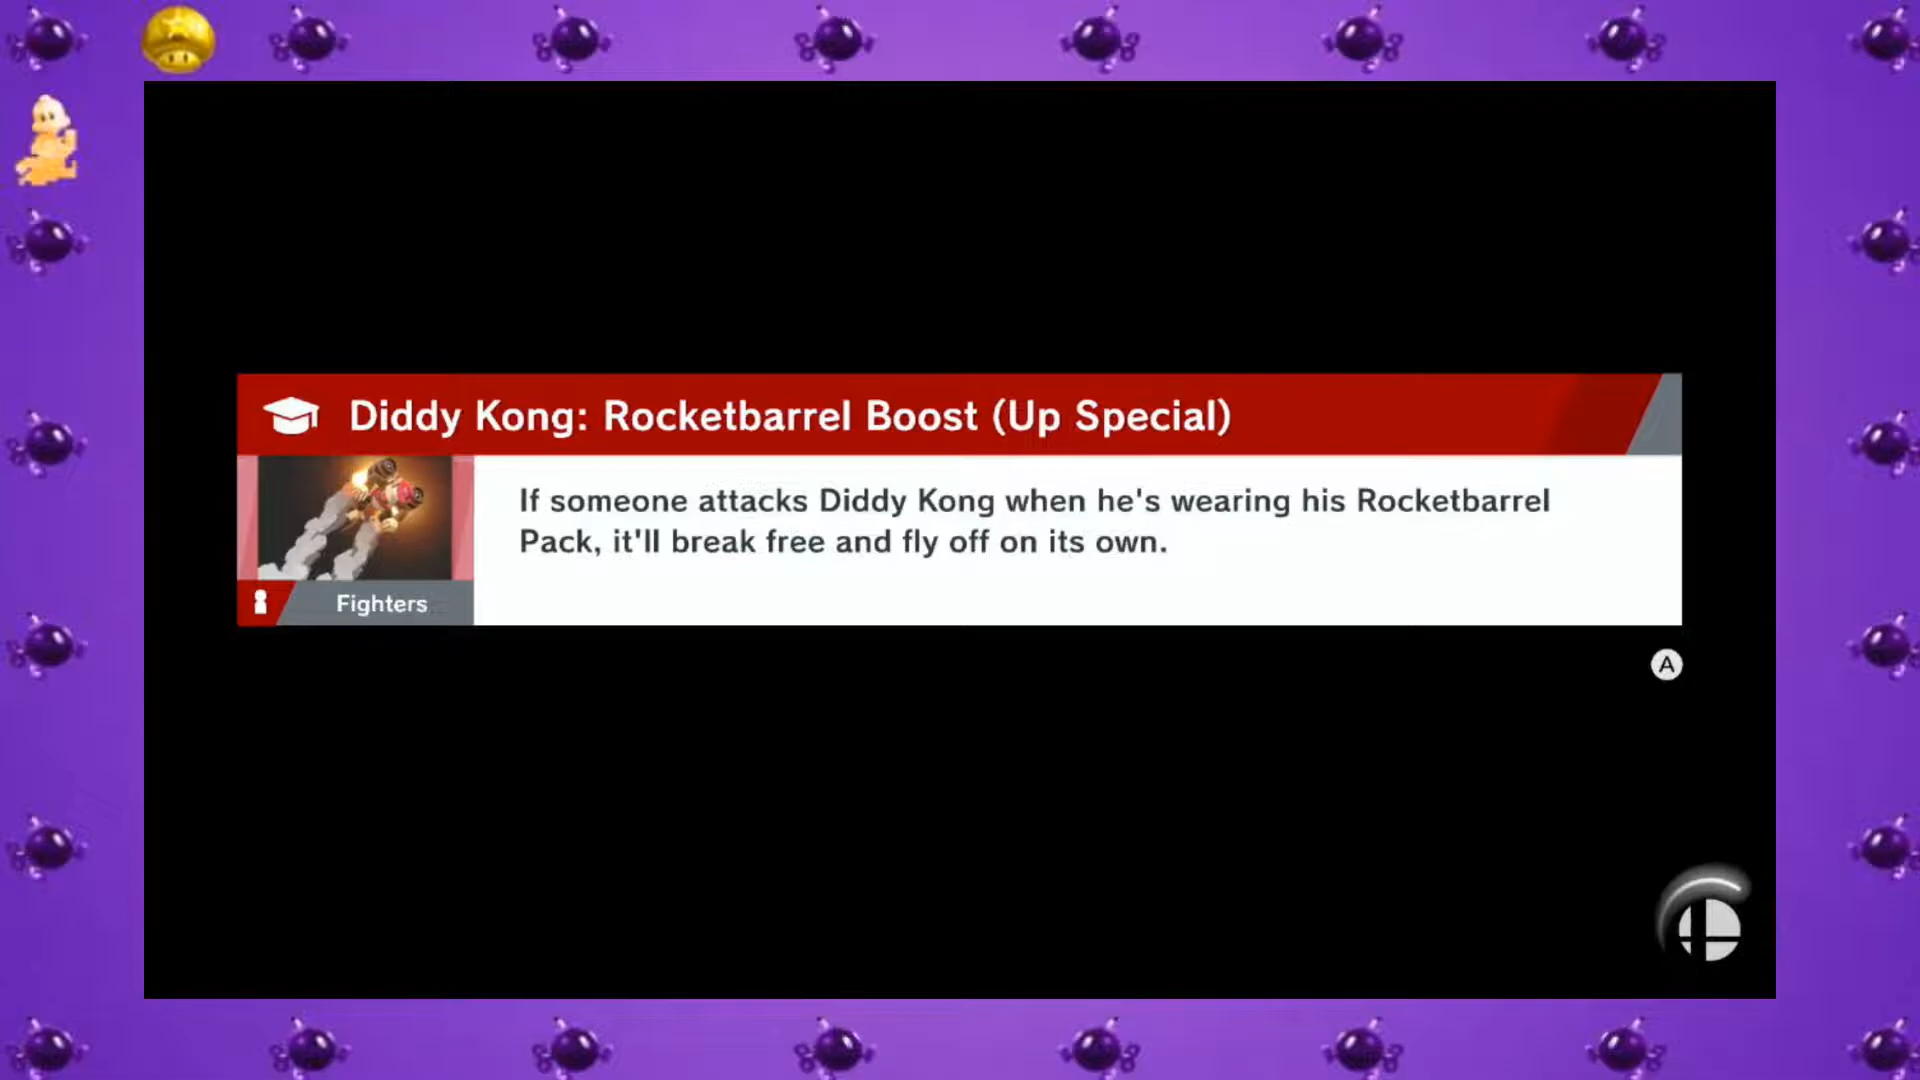 Diddy Kong: Rocketbarrel Boost (Up Special)
If someone attacks Diddy Kong when he's wearing his Rocketbarrel
Pack, it'll break free and fly off on its own.
Fighters
A